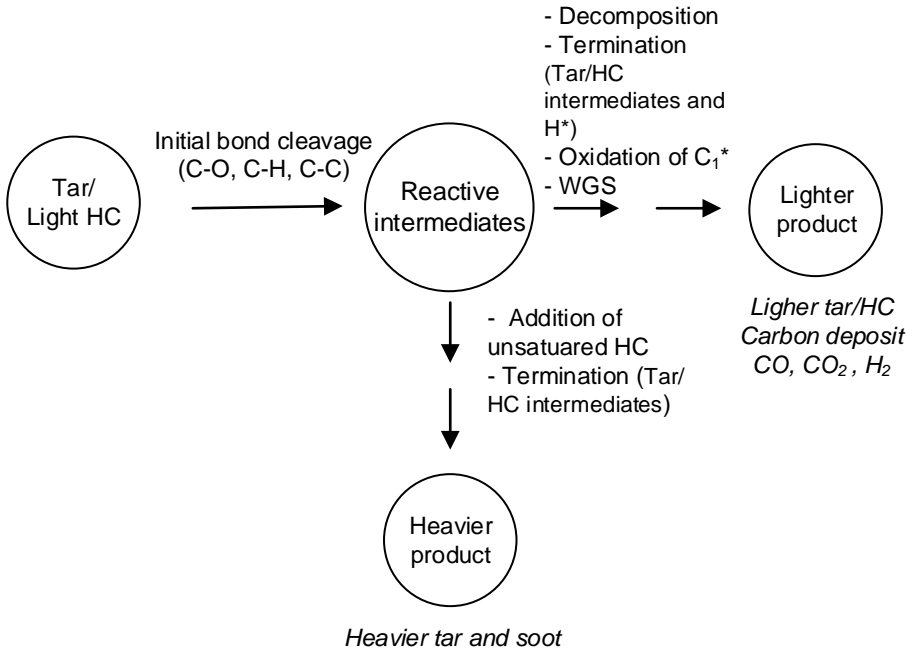 Tar/
Light HC
Initial bond cleavage
(C-O, C-H, C-C)
Reactive
intermediates
- Decomposition
- Termination
(Tar/HC
intermediates and
H*)
- Oxidation of C₁*
- WGS
Lighter
product
Ligher tar/HC
Carbon deposit
CO, CO₂ , H₂
- Addition of
unsatuared HC
- Termination (Tar/
HC intermediates)
Heavier
product
Heavier tar and soot